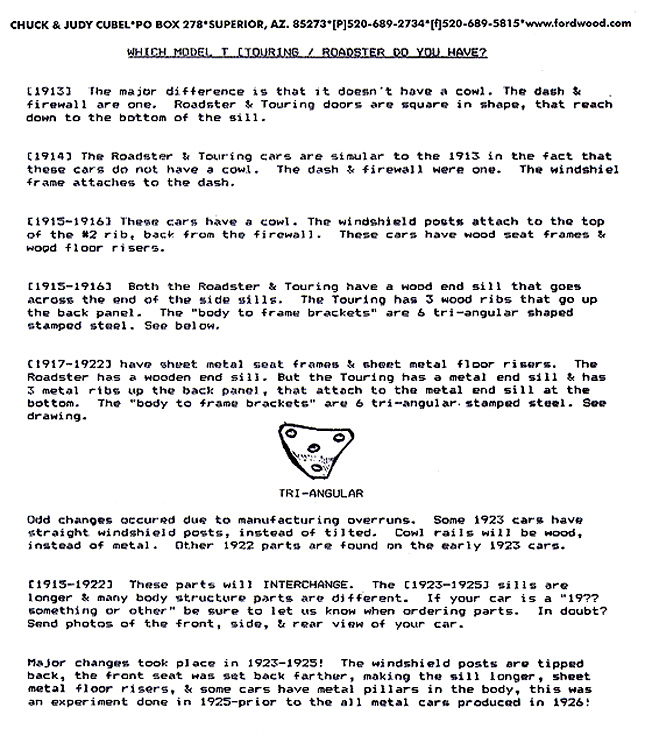 CHUCK & JUDY CUBEL*PO BOX 278*SUPERIOR, AZ. 85273*[P]520-689-2734*[f]520-689-5815*www.fordwood.com
WHICH MODEL T [TOURING / ROADSTER DO YOU HAVE?
[1913] The major difference is that it doesn't have a cowl. The dash &
firewall are one. Roadster & Touring doors are square in shape, that reach
down to the bottom of the sill.
[1914] The Roadster & Touring cars are simular to the 1913 in the fact that
these cars do not have a cowl. The dash & firewall were one. The windshiel
frame attaches to the dash.
[1915-1916] These cars have a cowl. The windshield posts attach to the top
of the #2 rib, back from the firewall. These cars have wood seat frames &
wood floor risers.
[1915-1916] Both the Roadster & Touring have a wood end sill that goes
across the end of the side sills. The Touring has 3 wood ribs that go up
the back panel. The "body to frame brackets" are 6 tri-angular shaped
stamped steel. See below.
[1917-1922] have sheet metal seat frames & sheet metal floor risers. The
Roadster has a wooden end sill. But the Touring has a metal end sill & has
3 metal ribs up the back panel, that attach to the metal end sill at the
bottom. The "body to frame brackets" are 6 tri-angular stamped steel. See
drawing.
TRI-ANGULAR
Odd changes occured due to manufacturing overruns. Some 1923 cars have
straight windshield posts, instead of tilted. Cowl rails will be wood,
instead of metal. Other 1922 parts are found on the early 1923 cars.
[1915-1922] These parts will INTERCHANGE. The [1923-1925] sills are
longer & many body structure parts are different. If your car is a "19??
something or other" be sure to let us know when ordering parts. In doubt?
Send photos of the front, side, & rear view of your car.
Major changes took place in 1923-1925! The windshield posts are tipped
back, the front seat was set back farther, making the sill longer, sheet
metal floor risers, & some cars have metal pillars in the body, this was
an experiment done in 1925-prior to the all metal cars produced in 1926!